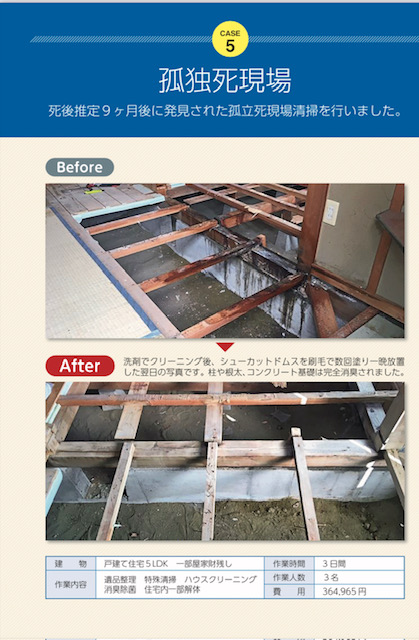 CASE
5
孤独死現場
死後推定9ヶ月後に発見された孤立死現場清掃を行いました。
Before
After
洗剤でクリーニング後、シューカットドムスを刷毛で数回塗り一晩放置
した翌日の写真です。柱や根太、コンクリート基礎は完全消臭されました。
建物 戸建て住宅5LDK 一部屋家財残し 作業時間 3日間
作業内容 遺品整理 特殊清掃 ハウスクリーニング 作業人数 3名
消臭除菌 住宅内一部解体 費用 364,965円